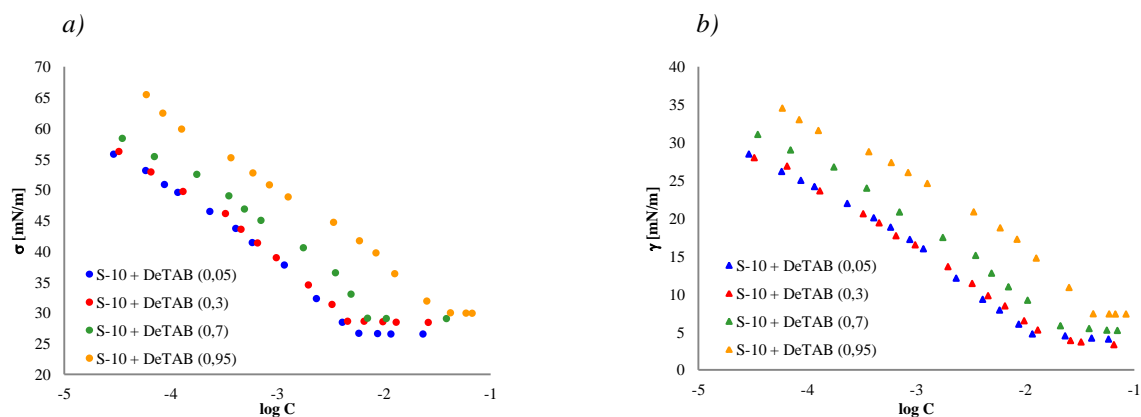 a)
70
65
60
55
50
45
40
35
30
25
20
σ [mN/m]
-5
-4
-3
-2
-1
log C
S-10 + DeTAB (0,05)
S-10 + DeTAB (0,3)
S-10 + DeTAB (0,7)
S-10 + DeTAB (0,95)
b)
40
35
30
25
20
15
10
5
0
γ [mN/m]
-5
-4
-3
-2
-1
log C
S-10 + DeTAB (0,05)
S-10 + DeTAB (0,3)
S-10 + DeTAB (0,7)
S-10 + DeTAB (0,95)